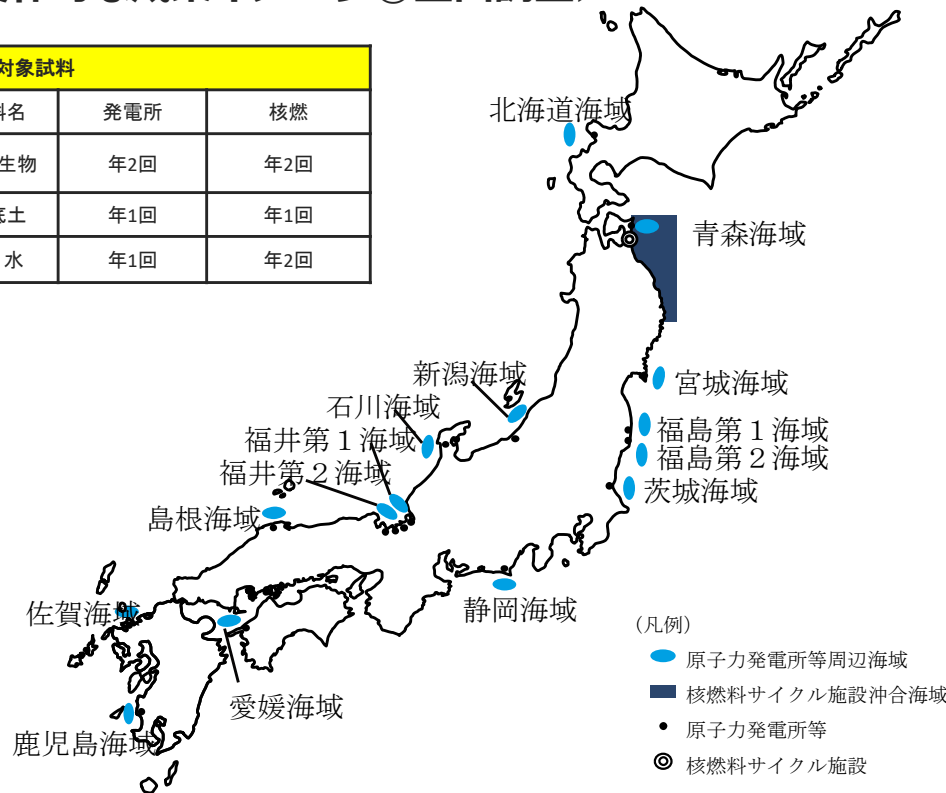 対象試料
料名 発電所 核燃
生物 年2回 年2回
底土 年1回 年1回
水 年1回 年2回
北海道海域
青森海域
新潟海域
宮城海域
石川海域
福島第１海域
福井第１海域
福島第２海域
福井第２海域
茨城海域
島根海域
静岡海域
佐賀海域
愛媛海域
鹿児島海域
(凡例)
原子力発電所等周辺海域
核燃料サイクル施設沖合海域
原子力発電所等
核燃料サイクル施設